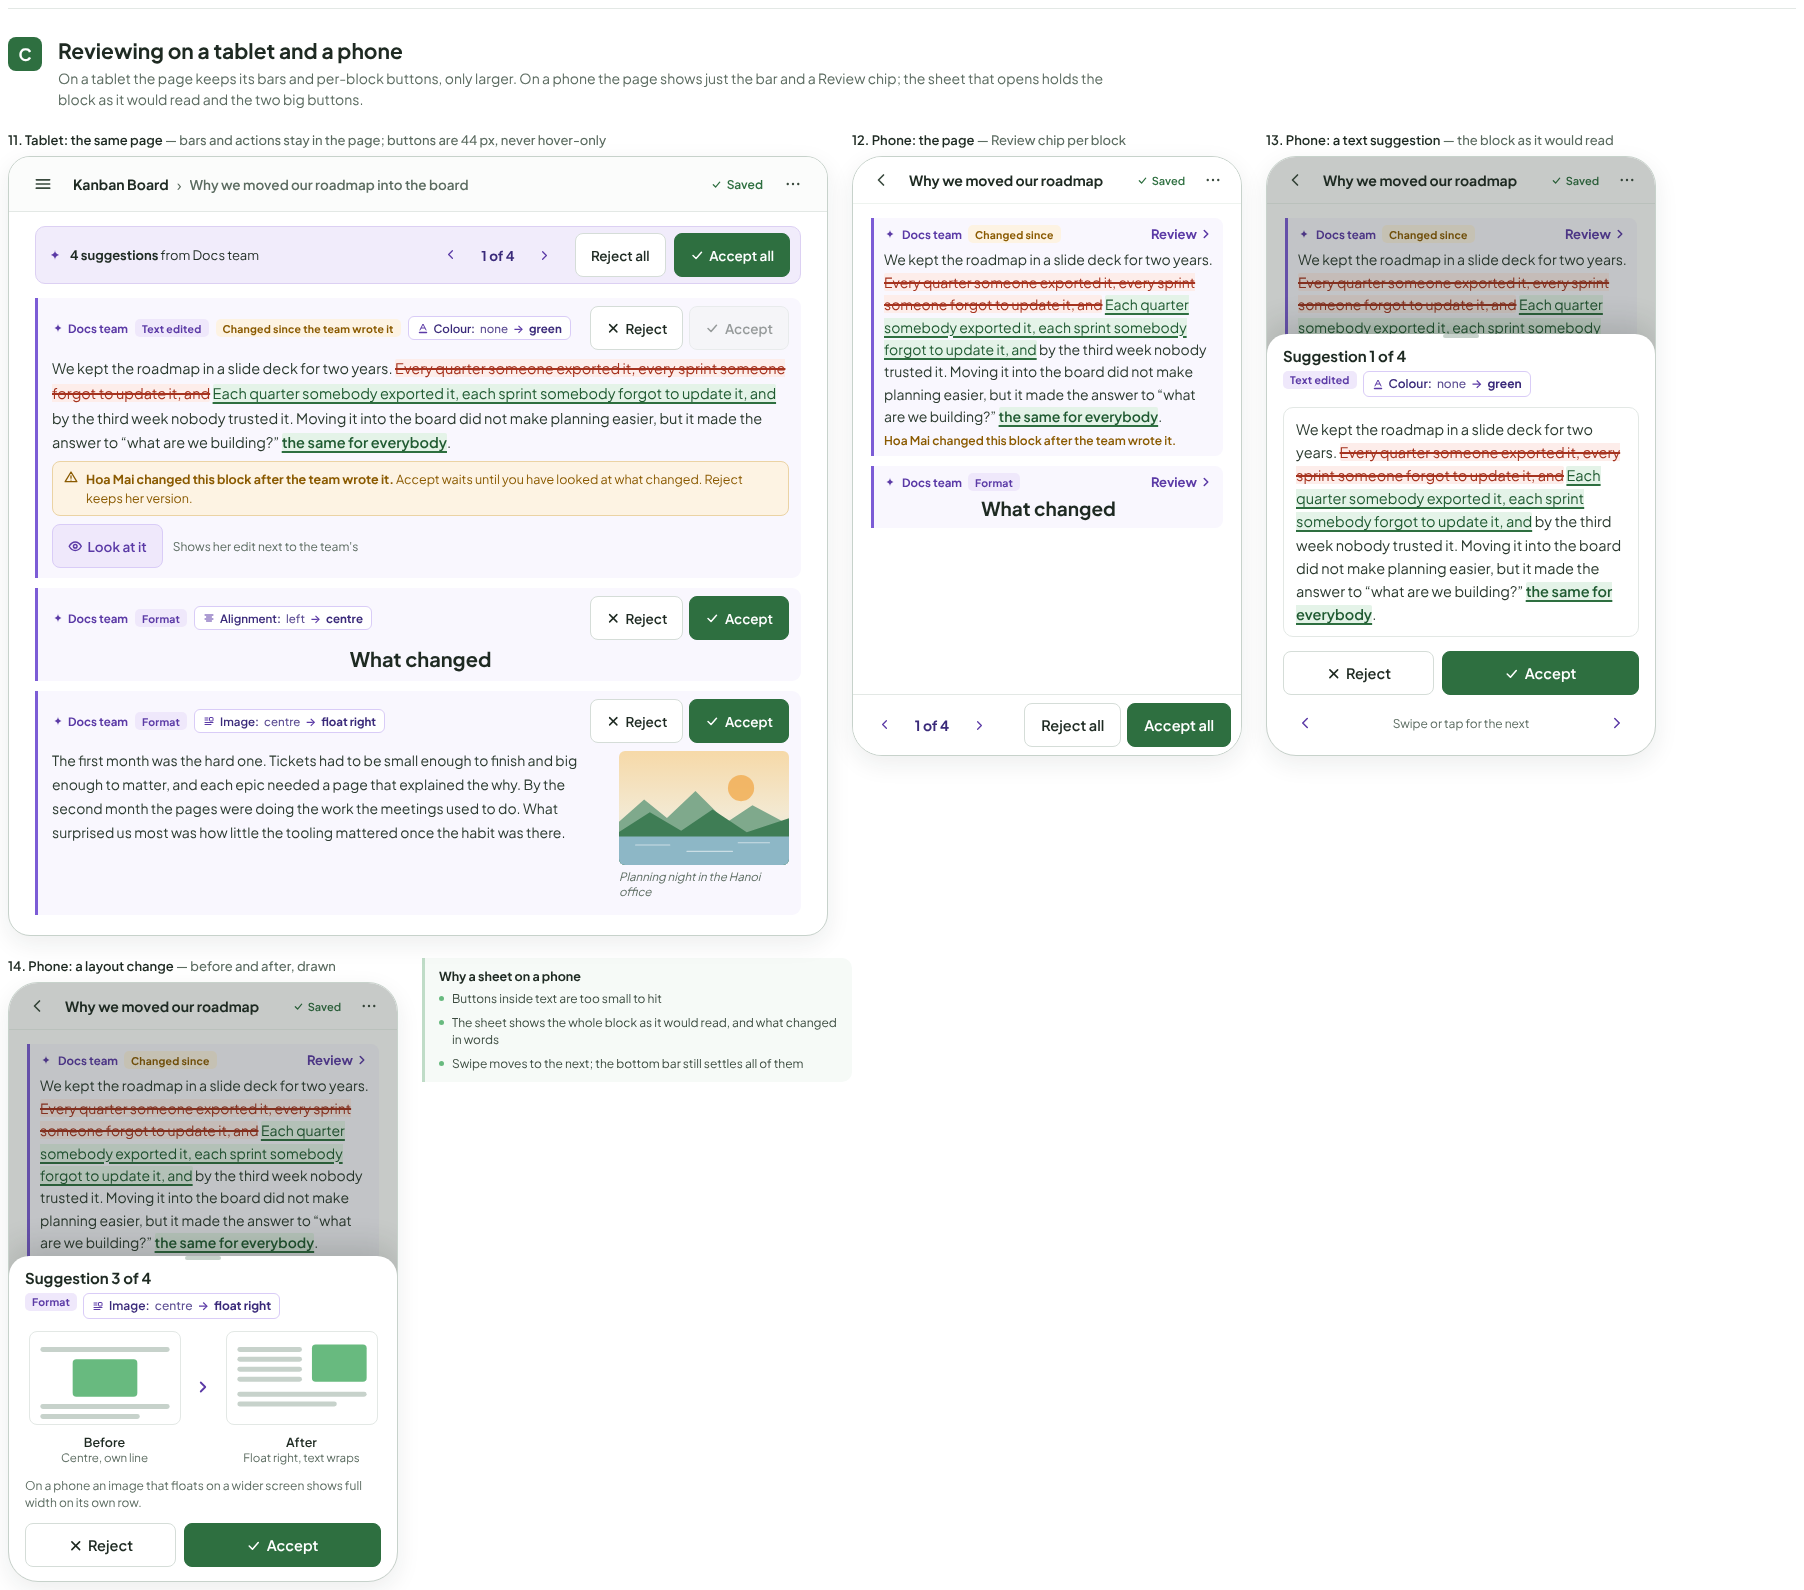 C
Reviewing on a tablet and a phone
On a tablet the page keeps its bars and per-block buttons, only larger. On a phone the page shows just the bar and a Review chip; the sheet that opens holds the
block as it would read and the two big buttons.
11. Tablet: the same page — bars and actions stay in the page; buttons are 44 px, never hover-only
Kanban Board › Why we moved our roadmap into the board
Saved
4 suggestions from Docs team
1 of 4
Reject all
Accept all
Docs team
Text edited
Changed since the team wrote it
Colour: none → green
Reject
Accept
We kept the roadmap in a slide deck for two years. Every quarter someone exported it, every sprint someone
forgot to update it, and Each quarter somebody exported it, each sprint somebody forgot to update it, and
by the third week nobody trusted it. Moving it into the board did not make planning easier, but it made the
answer to “what are we building?” the same for everybody.
Hoa Mai changed this block after the team wrote it. Accept waits until you have looked at what changed. Reject
keeps her version.
Look at it
Shows her edit next to the team's
Docs team
Format
Alignment: left → centre
Reject
Accept
What changed
Docs team
Format
Image: centre → float right
Reject
Accept
The first month was the hard one. Tickets had to be small enough to finish and big
enough to matter, and each epic needed a page that explained the why. By the
second month the pages were doing the work the meetings used to do. What
surprised us most was how little the tooling mattered once the habit was there.
Planning night in the Hanoi
office
12. Phone: the page — Review chip per block
Why we moved our roadmap
Saved
Docs team
Changed since
Review
We kept the roadmap in a slide deck for two years.
Every quarter someone exported it, every sprint
someone forgot to update it, and Each quarter
somebody exported it, each sprint somebody
forgot to update it, and by the third week nobody
trusted it. Moving it into the board did not make
planning easier, but it made the answer to “what
are we building?” the same for everybody.
Hoa Mai changed this block after the team wrote it.
Docs team
Format
Review
What changed
1 of 4
Reject all
Accept all
13. Phone: a text suggestion — the block as it would read
Why we moved our roadmap
Saved
Docs team
Changed since
Review
We kept the roadmap in a slide deck for two years.
Every quarter someone exported it, every sprint
someone forgot to update it, and Each quarter
somebody exported it, each sprint somebody
Suggestion 1 of 4
Text edited
Colour: none → green
We kept the roadmap in a slide deck for two
years. Every quarter someone exported it, every
sprint someone forgot to update it, and Each
quarter somebody exported it, each sprint
somebody forgot to update it, and by the third
week nobody trusted it. Moving it into the board
did not make planning easier, but it made the
answer to “what are we building?” the same for
everybody.
Reject
Accept
Swipe or tap for the next
14. Phone: a layout change — before and after, drawn
Why we moved our roadmap
Saved
Docs team
Changed since
Review
We kept the roadmap in a slide deck for two years.
Every quarter someone exported it, every sprint
someone forgot to update it, and Each quarter
somebody exported it, each sprint somebody
forgot to update it, and by the third week nobody
trusted it. Moving it into the board did not make
planning easier, but it made the answer to “what
are we building?” the same for everybody.
Suggestion 3 of 4
Format
Image: centre → float right
Before
Centre, own line
After
Float right, text wraps
On a phone an image that floats on a wider screen shows full
width on its own row.
Reject
Accept
Why a sheet on a phone
Buttons inside text are too small to hit
The sheet shows the whole block as it would read, and what changed
in words
Swipe moves to the next; the bottom bar still settles all of them